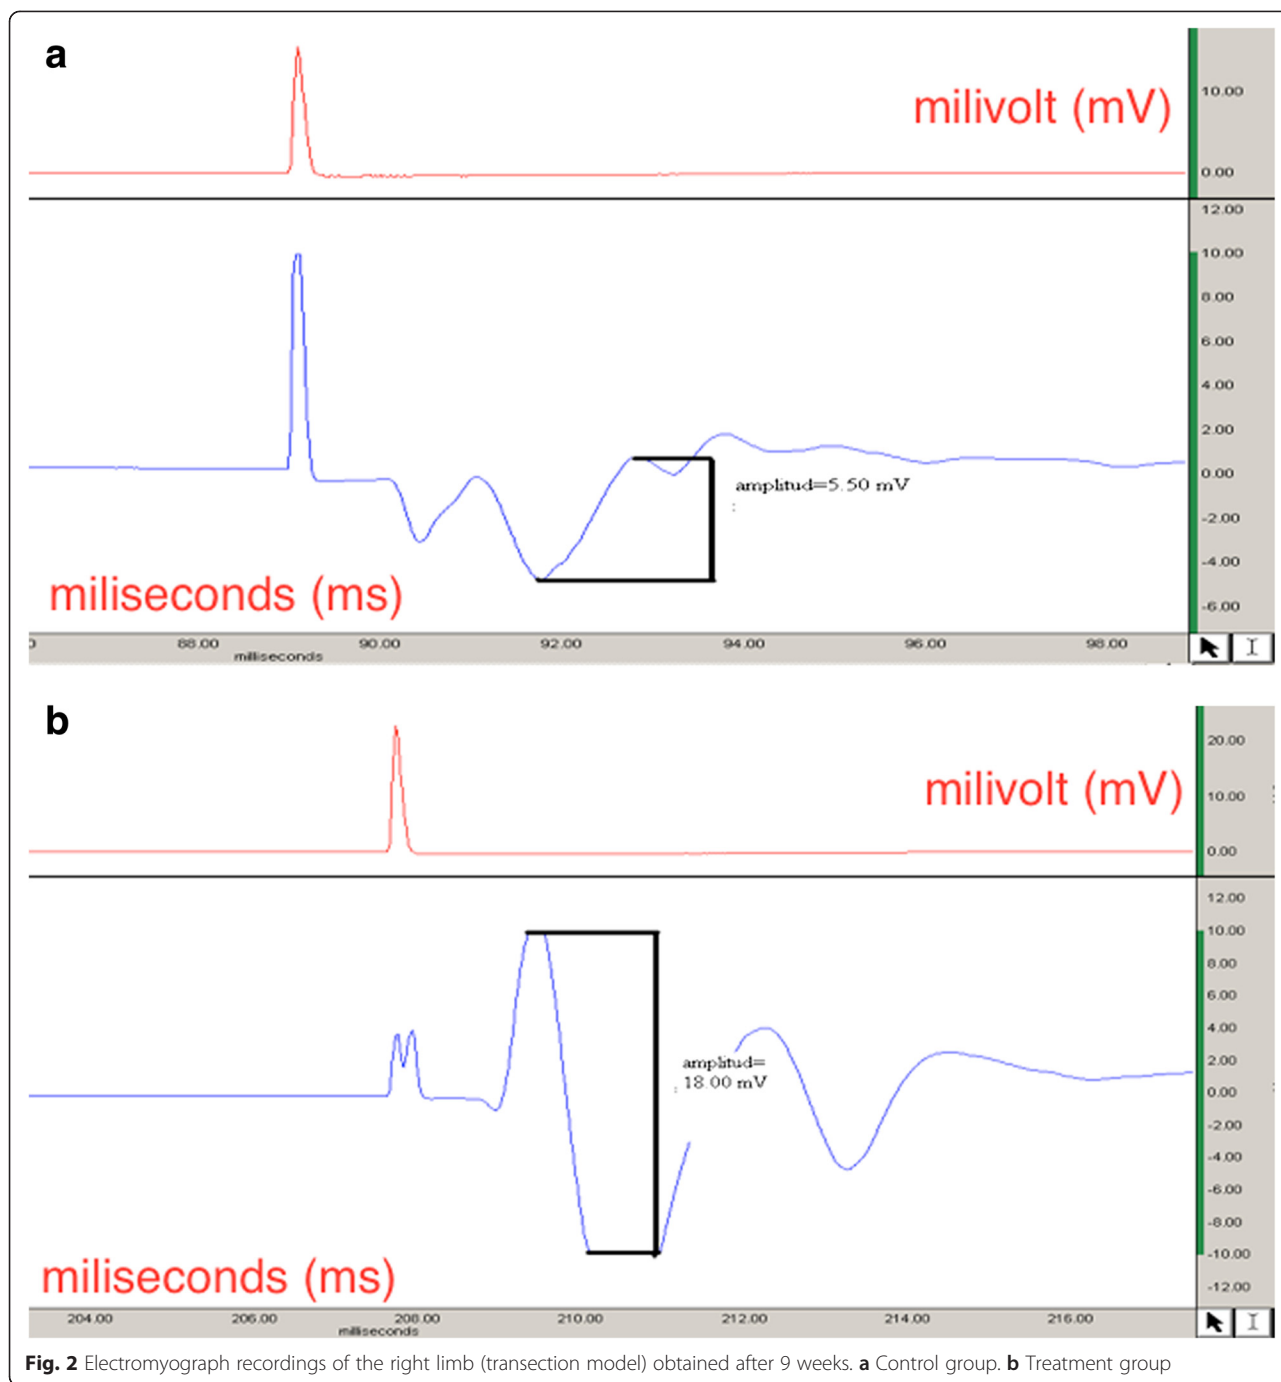 a
10.00
milivolt (mV)
0.00
12.00
10.00
8.00
6.00
4.00
2.00
0.00
amplitud=5.50 mV
:
-2.00
-4.00
miliseconds (ms)
-6.00
0 88.00 90.00 92.00 94.00 96.00 98.00
milliseconds
b
20.00
milivolt (mV)
10.00
0.00
12.00
10.00
8.00
6.00
4.00
amplitud=
2.00
: 18.00 mV
0.00
-2.00
-4.00
-6.00
-8.00
miliseconds (ms)
-10.00
-12.00
204.00 206.00 208.00 210.00 212.00 214.00 216.00
milliseconds
Fig. 2 Electromyograph recordings of the right limb (transection model) obtained after 9 weeks. a Control group. b Treatment group